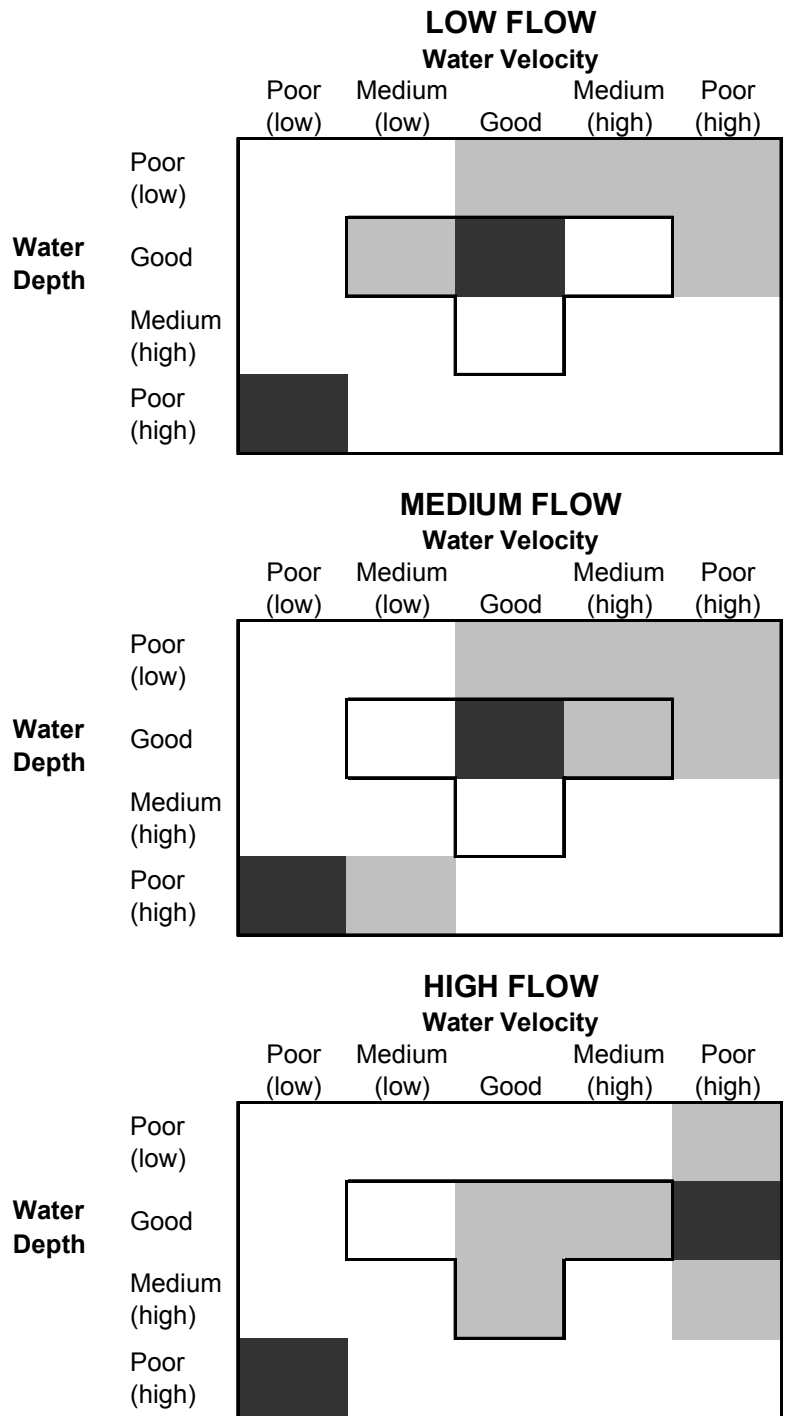 LOW FLOW
Water Velocity
Poor Medium Medium Poor
(low) (low) Good (high) (high)
Poor
(low)
Water
Depth
Good
Medium
(high)
Poor
(high)
MEDIUM FLOW
Water Velocity
Poor Medium Medium Poor
(low) (low) Good (high) (high)
Poor
(low)
Water
Depth
Good
Medium
(high)
Poor
(high)
HIGH FLOW
Water Velocity
Poor Medium Medium Poor
(low) (low) Good (high) (high)
Poor
(low)
Water
Depth
Good
Medium
(high)
Poor
(high)